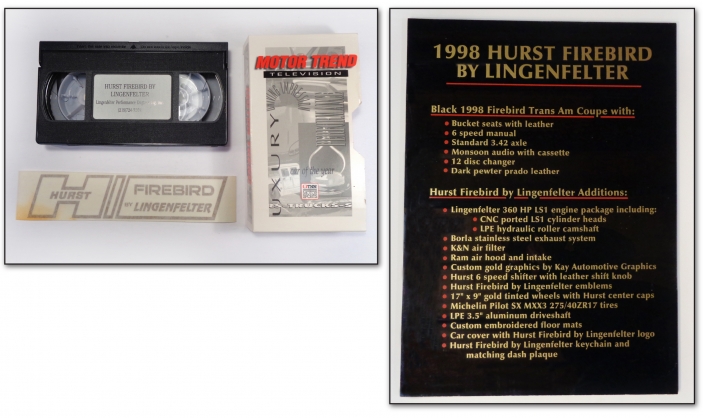 HURST FIREBIRD BY
LINGENFELTER
MOTOR TREND
TELEVISION
LUXURY
of the year
TRUCKS
HURST
FIREBIRD
BY LINGENFELTER
1998 HURST FIREBIRD
BY LINGENFELTER
Black 1998 Firebird Trans Am Coupe with:
Bucket seats with leather
6 speed manual
Standard 3.42 axle
Monsoon audio with cassette
12 disc changer
Dark pewter prado leather
Hurst Firebird by Lingenfelter Additions:
Lingenfelter 360 HP LS1 engine package including:
CNC ported LS1 cylinder heads
LPE hydraulic roller camshaft
Borla stainless steel exhaust system
K&N air filter
Ram air hood and intake
Custom gold graphics by Kay Automotive Graphics
Hurst 6 speed shifter with leather shift knob
Hurst Firebird by Lingenfelter emblems
17" x 9" gold tinted wheels with Hurst center caps
Michelin Pilot SX MXX3 275/40ZR17 tires
LPE 3.5" aluminum driveshaft
Custom embroidered floor mats
Car cover with Hurst Firebird by Lingenfelter logo
Hurst Firebird by Lingenfelter keychain and
matching dash plaque